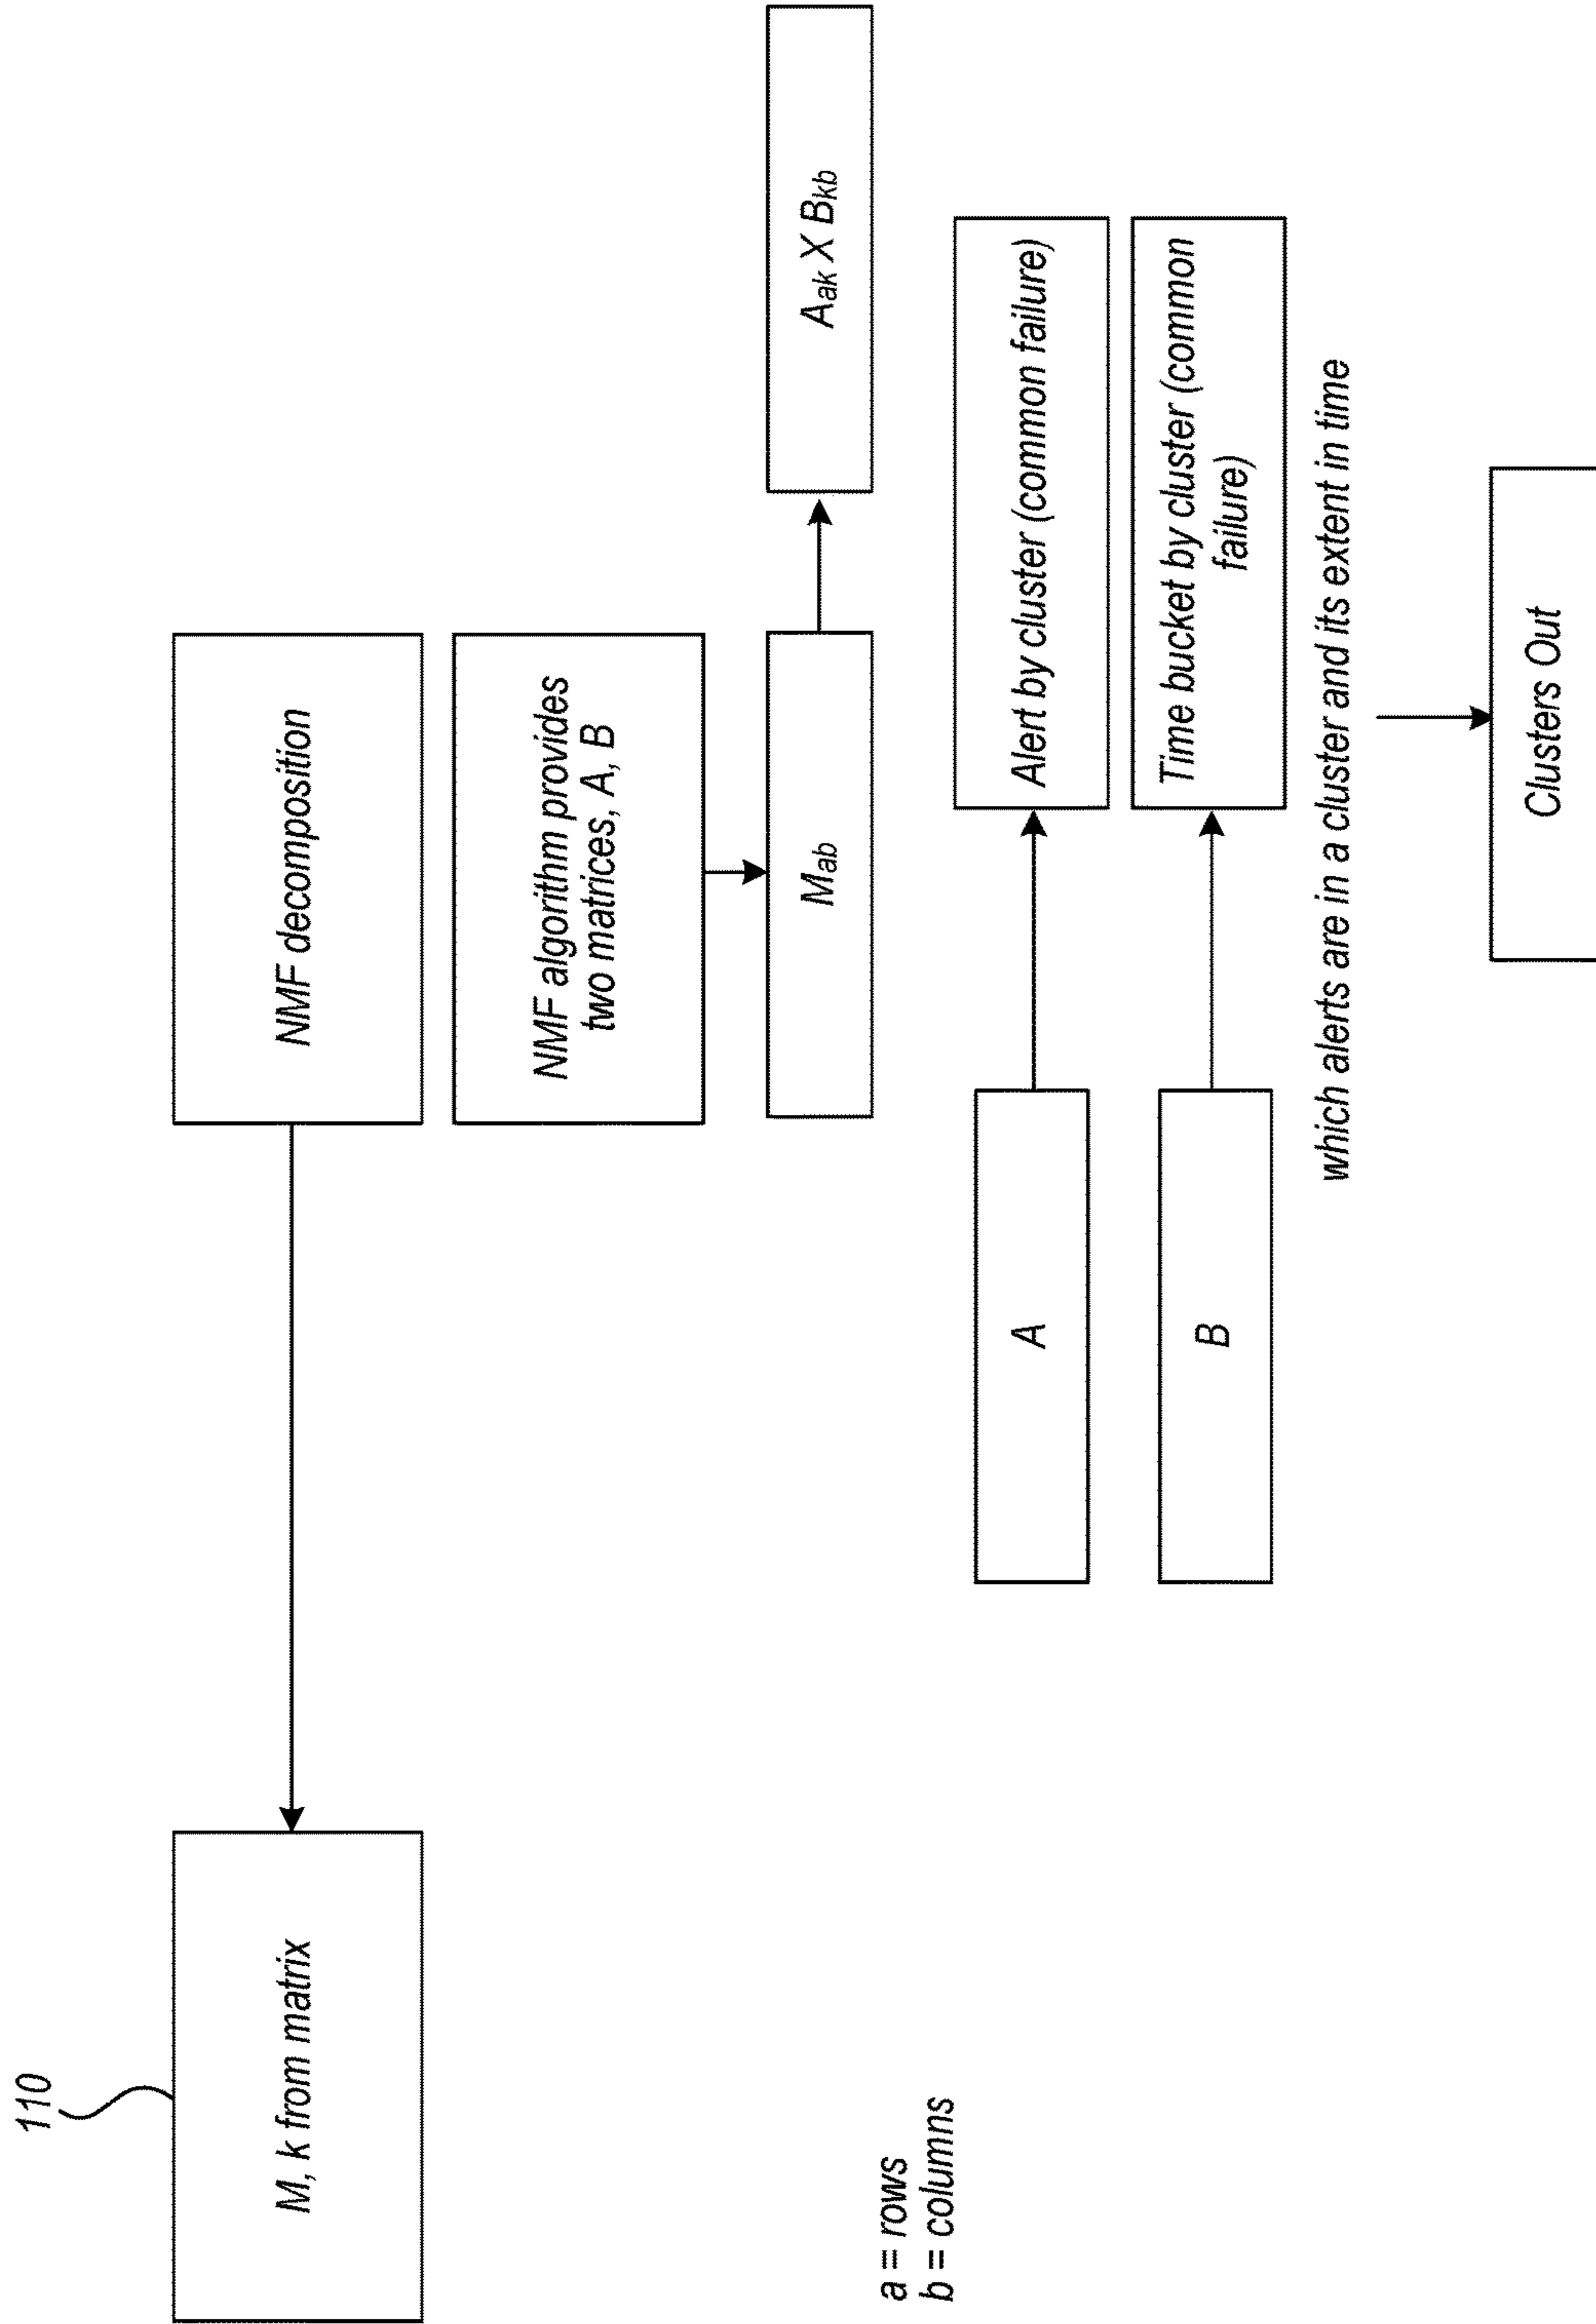 110
M, k from matrix
NMF decomposition
NMF algorithm provides
two matrices, A, B
Mab
Aak X Bkb
a = rows
b = columns
A
Alert by cluster (common failure)
B
Time bucket by cluster (common
failure)
which alerts are in a cluster and its extent in time
Clusters Out